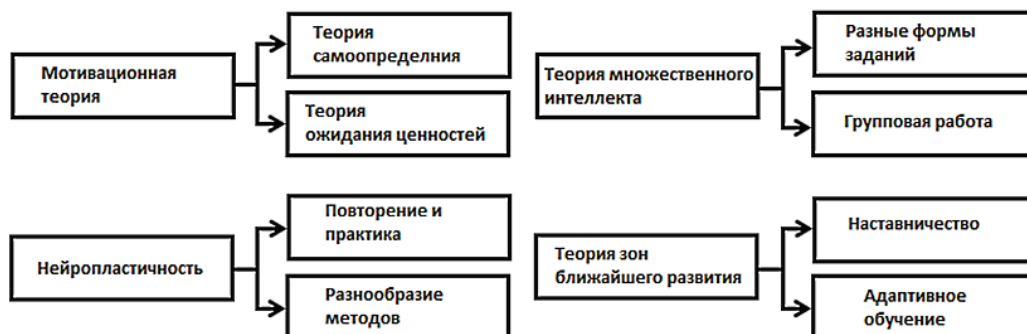 Мотивационная
теория
Теория
самоопределния
Теория
ожидания ценностей
Теория множественного
интеллекта
Разные формы
заданий
Групповая работа
Нейропластичность
Повторение и
практика
Разнообразие
методов
Теория зон
ближайшего развития
Наставничество
Адаптивное
обучение